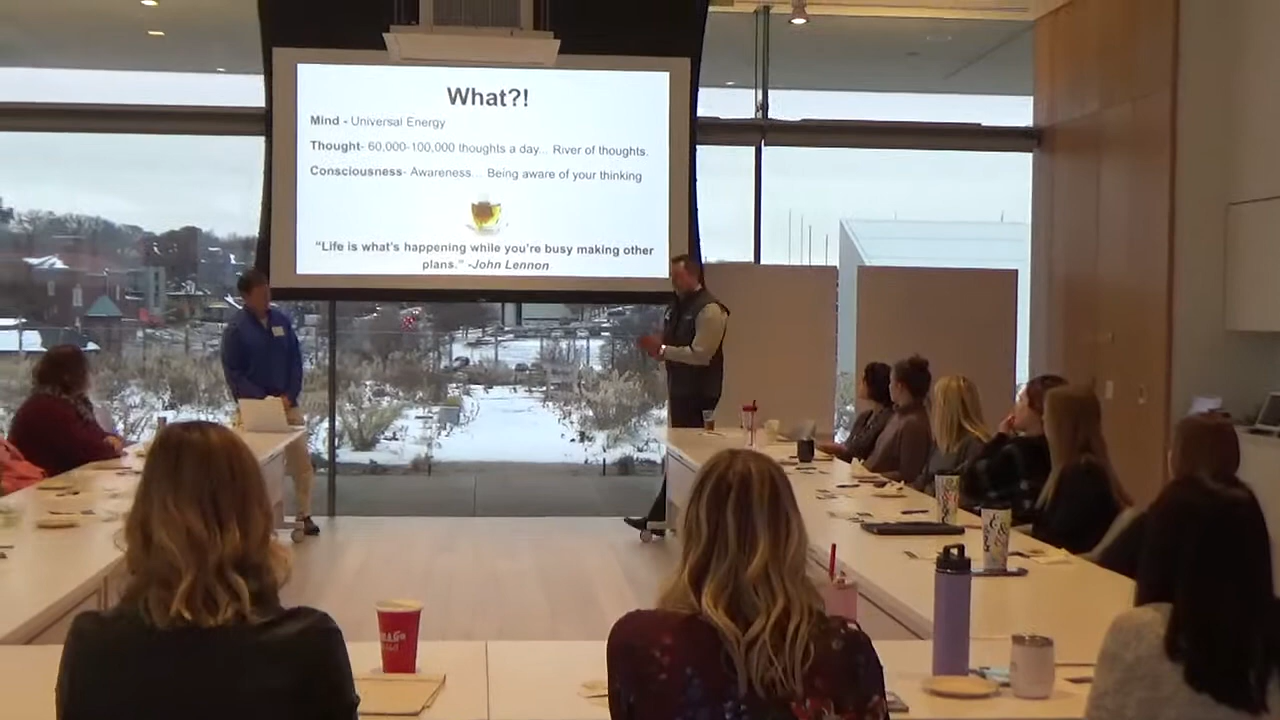 What?!
Mind - Universal Energy
Thought- 60,000-100,000 thoughts a day... River of thoughts.
Consciousness- Awareness... Being aware of your thinking
“Life is what's happening while you're busy making other
plans.” -John Lennon